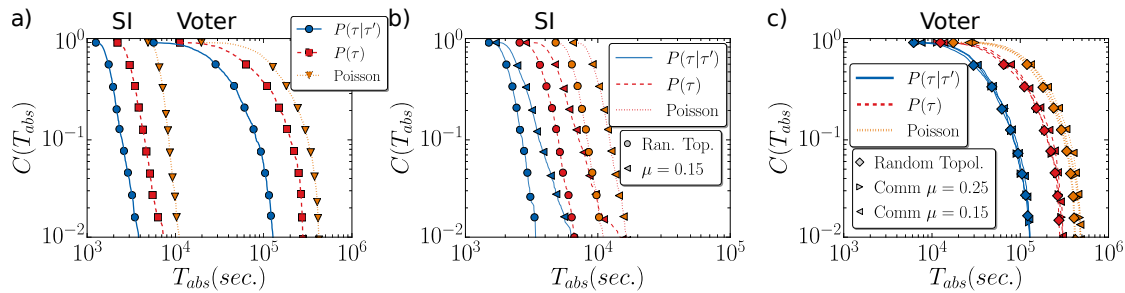 a)
SI
Voter
P(τ|τ′)
P(τ)
Poisson
C(T_abs)
10^0
10^-1
10^-2
10^3
10^4
10^5
10^6
T_abs(sec.)
b)
SI
P(τ|τ′)
P(τ)
Poisson
Ran. Top.
μ = 0.15
C(T_abs)
10^0
10^-1
10^-2
10^3
10^4
10^5
T_abs(sec.)
c)
Voter
P(τ|τ′)
P(τ)
Poisson
Random Topol.
Comm μ = 0.25
Comm μ = 0.15
C(T_abs)
10^0
10^-1
10^-2
10^3
10^4
10^5
10^6
T_abs(sec.)